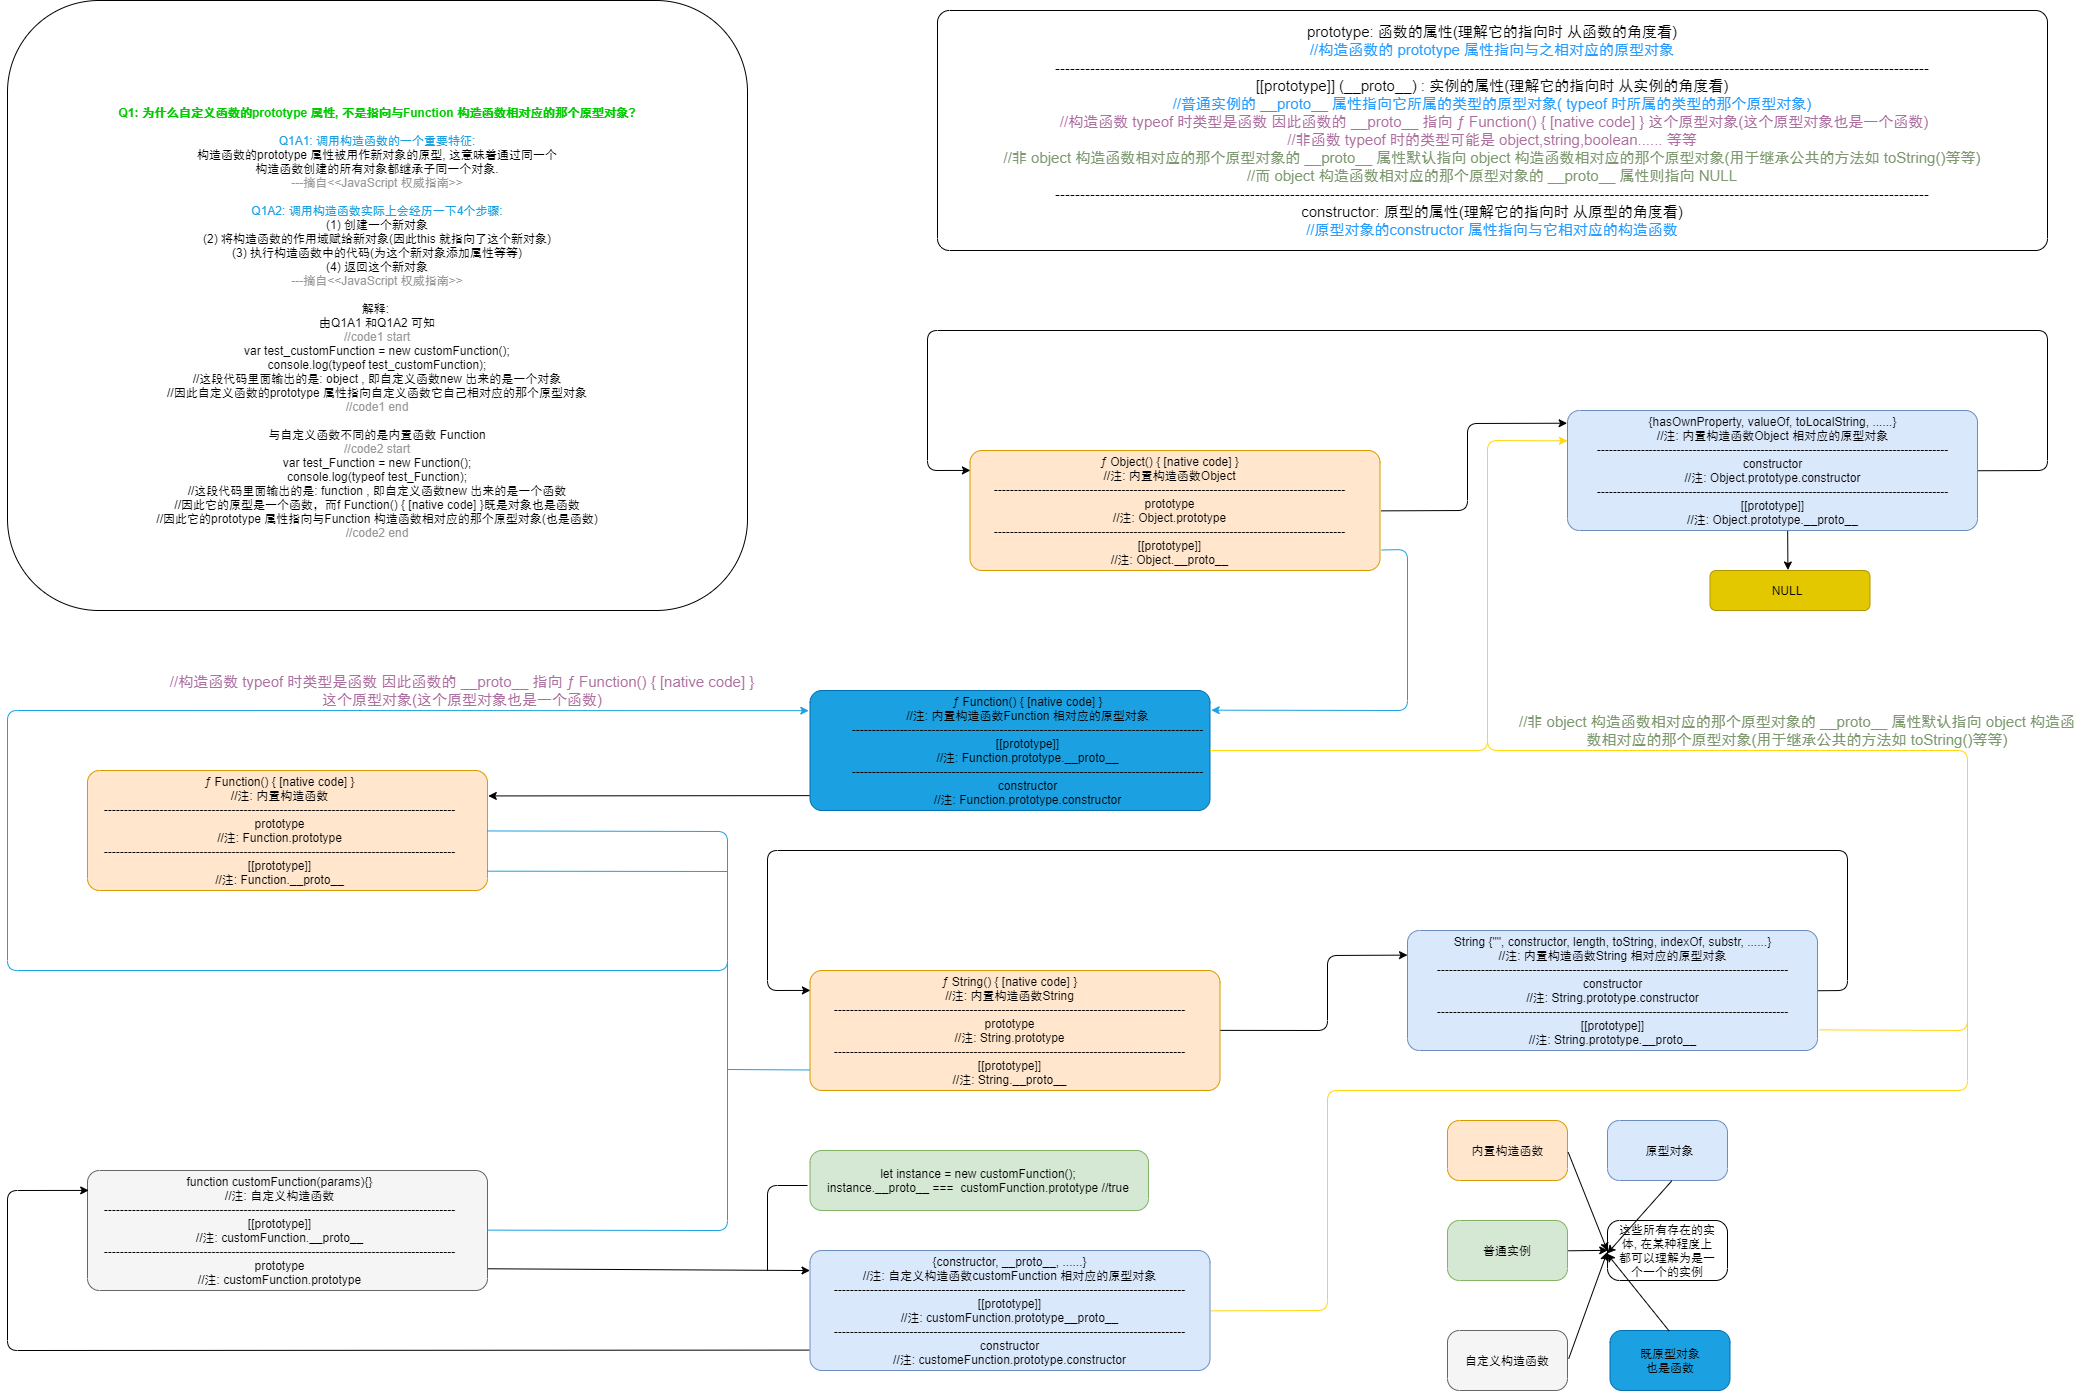 Q1: 为什么自定义函数的prototype 属性, 不是指向与Function 构造函数相对应的那个原型对象?
Q1A1: 调用构造函数的一个重要特征:
构造函数的prototype 属性被用作新对象的原型, 这意味着通过同一个
构造函数创建的所有对象都继承于同一个对象.
---摘自<<JavaScript 权威指南>>
Q1A2: 调用构造函数实际上会经历一下4个步骤:
(1) 创建一个新对象
(2) 将构造函数的作用域赋给新对象(因此this 就指向了这个新对象)
(3) 执行构造函数中的代码(为这个新对象添加属性等等)
(4) 返回这个新对象
---摘自<<JavaScript 权威指南>>
解释:
由Q1A1 和Q1A2 可知
//code1 start
var test_customFunction = new customFunction();
console.log(typeof test_customFunction);
//这段代码里面输出的是: object , 即自定义函数new 出来的是一个对象
//因此自定义函数的prototype 属性指向自定义函数它自己相对应的那个原型对象
//code1 end
与自定义函数不同的是内置函数 Function
//code2 start
var test_Function = new Function();
console.log(typeof test_Function);
//这段代码里面输出的是: function , 即自定义函数new 出来的是一个函数
//因此它的原型是一个函数，而f Function() { [native code] }既是对象也是函数
//因此它的prototype 属性指向与Function 构造函数相对应的那个原型对象(也是函数)
//code2 end
prototype: 函数的属性(理解它的指向时 从函数的角度看)
//构造函数的 prototype 属性指向与之相对应的原型对象
------------------------------------------------------------
[[prototype]] (__proto__) : 实例的属性(理解它的指向时 从实例的角度看)
//普通实例的 __proto__ 属性指向它所属的类型的原型对象( typeof 时所属的类型的那个原型对象)
//构造函数 typeof 时类型是函数 因此函数的 __proto__ 指向 ƒ Function() { [native code] } 这个原型对象(这个原型对象也是一个函数)
//非函数 typeof 时的类型可能是 object,string,boolean...... 等等
//非 object 构造函数相对应的那个原型对象的 __proto__ 属性默认指向 object 构造函数相对应的那个原型对象(用于继承公共的方法如 toString()等等)
//而 object 构造函数相对应的那个原型对象的 __proto__ 属性则指向 NULL
------------------------------------------------------------
constructor: 原型的属性(理解它的指向时 从原型的角度看)
//原型对象的constructor 属性指向与它相对应的构造函数
ƒ Object() { [native code] }
//注: 内置构造函数Object
------------------------------------------------------------
prototype
//注: Object.prototype
------------------------------------------------------------
[[prototype]]
//注: Object.__proto__
{hasOwnProperty, valueOf, toLocalString, ......}
//注: 内置构造函数Object 相对应的原型对象
------------------------------------------------------------
constructor
//注: Object.prototype.constructor
------------------------------------------------------------
[[prototype]]
//注: Object.prototype.__proto__
NULL
//构造函数 typeof 时类型是函数 因此函数的 __proto__ 指向 ƒ Function() { [native code] }
这个原型对象(这个原型对象也是一个函数)
ƒ Function() { [native code] }
//注: 内置构造函数Function 相对应的原型对象
------------------------------------------------------------
[[prototype]]
//注: Function.prototype.__proto__
------------------------------------------------------------
constructor
//注: Function.prototype.constructor
//非 object 构造函数相对应的那个原型对象的 __proto__ 属性默认指向 object 构造函
数相对应的那个原型对象(用于继承公共的方法如 toString()等等)
ƒ Function() { [native code] }
//注: 内置构造函数
------------------------------------------------------------
prototype
//注: Function.prototype
------------------------------------------------------------
[[prototype]]
//注: Function.__proto__
ƒ String() { [native code] }
//注: 内置构造函数String
------------------------------------------------------------
prototype
//注: String.prototype
------------------------------------------------------------
[[prototype]]
//注: String.__proto__
String {"", constructor, length, toString, indexOf, substr, ......}
//注: 内置构造函数String 相对应的原型对象
------------------------------------------------------------
constructor
//注: String.prototype.constructor
------------------------------------------------------------
[[prototype]]
//注: String.prototype.__proto__
function customFunction(params){}
//注: 自定义构造函数
------------------------------------------------------------
[[prototype]]
//注: customFunction.__proto__
------------------------------------------------------------
prototype
//注: customFunction.prototype
let instance = new customFunction();
instance.__proto__ === customFunction.prototype //true
{constructor, __proto__, ......}
//注: 自定义构造函数customFunction 相对应的原型对象
------------------------------------------------------------
[[prototype]]
//注: customFunction.prototype__proto__
------------------------------------------------------------
constructor
//注: customeFunction.prototype.constructor
内置构造函数
原型对象
普通实例
这些所有存在的实
体, 在某种程度上
都可以理解为是一
个一个的实例
自定义构造函数
既原型对象
也是函数